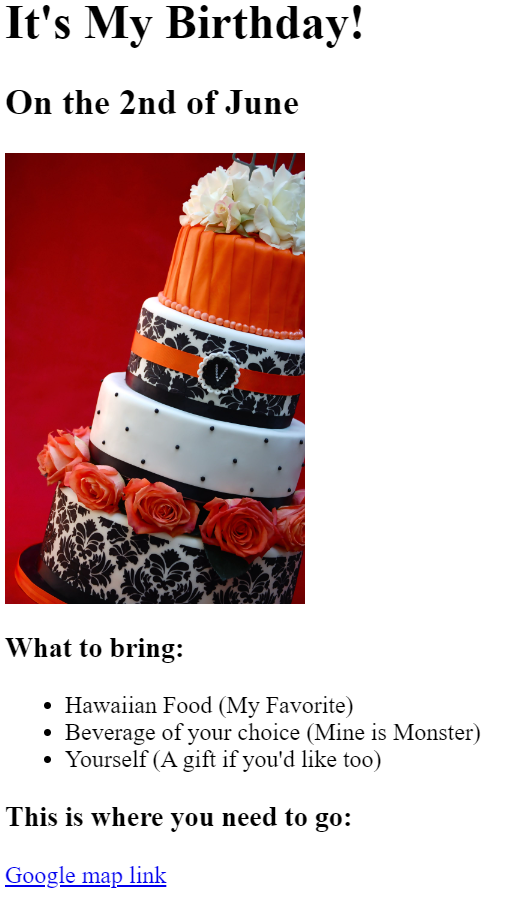 It's My Birthday!
On the 2nd of June
V
What to bring:
Hawaiian Food (My Favorite)
Beverage of your choice (Mine is Monster)
Yourself (A gift if you'd like too)
This is where you need to go:
Google map link